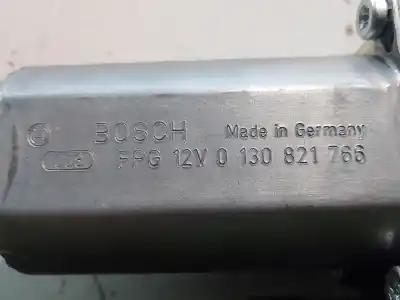 BOSCH Made in Germany
FPG 12V 0 130 821 766